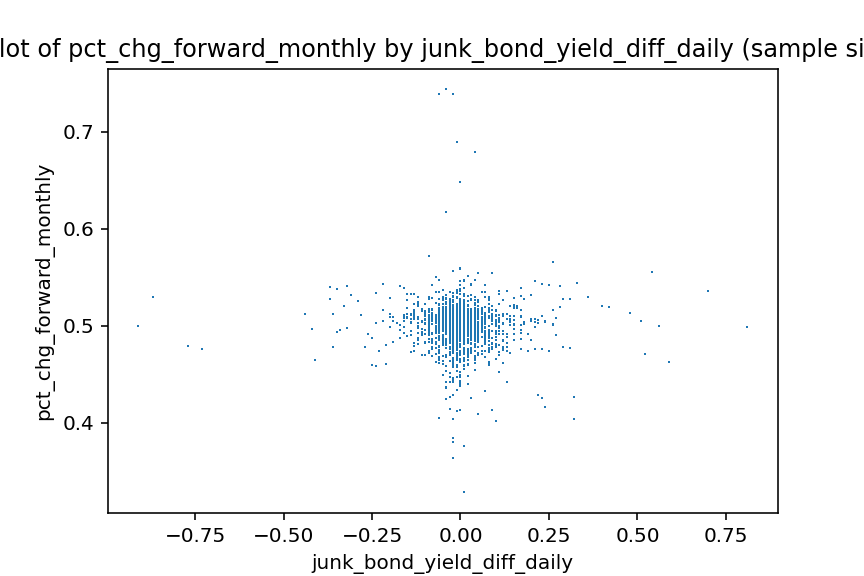 lot of pct_chg_forward_monthly by junk_bond_yield_diff_daily (sample si
0.7
0.6
0.5
0.4
pct_chg_forward_monthly
−0.75 −0.50 −0.25 0.00 0.25 0.50 0.75
junk_bond_yield_diff_daily